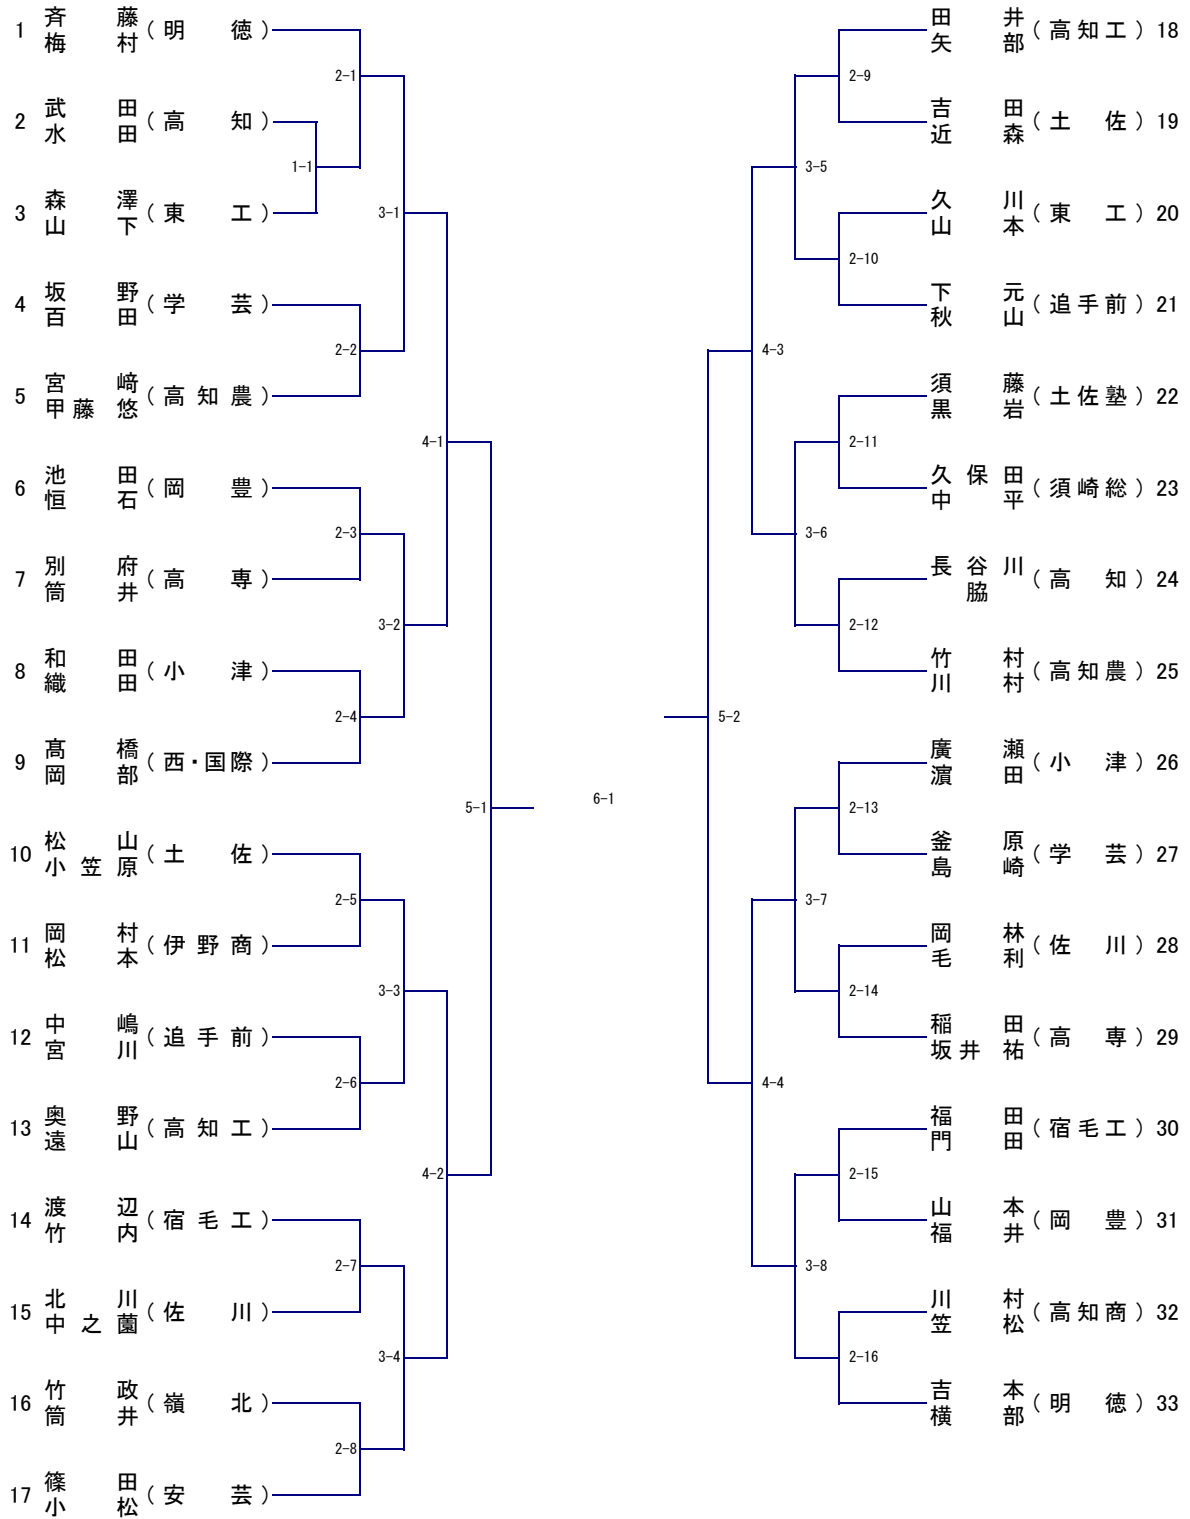 1 斉藤 梅村 (明徳)
2 武田 水田 (高知)
3 森澤 山下 (東工)
4 坂野 百田 (学芸)
5 宮﨑 甲藤悠 (高知農)
6 池田 恒石 (岡豊)
7 別府 筒井 (高専)
8 和田 織田 (小津)
9 髙橋 岡部 (西・国際)
10 松山 小笠原 (土佐)
11 岡村 松本 (伊野商)
12 中嶋 宮川 (追手前)
13 奥野 遠山 (高知工)
14 渡辺 竹内 (宿毛工)
15 北川 中之薗 (佐川)
16 竹政 筒井 (嶺北)
17 篠田 小松 (安芸)
1-1
2-1
2-2
2-3
2-4
2-5
2-6
2-7
2-8
3-1
3-2
3-3
3-4
4-1
4-2
5-1
6-1
5-2
4-3
4-4
3-5
3-6
3-7
3-8
2-9
2-10
2-11
2-12
2-13
2-14
2-15
2-16
田井 矢部 (高知工) 18
吉田 近森 (土佐) 19
久川 山本 (東工) 20
下元 秋山 (追手前) 21
須藤 黒岩 (土佐塾) 22
久保田 中平 (須崎総) 23
長谷川 脇 (高知) 24
竹村 川村 (高知農) 25
廣瀬 濵田 (小津) 26
釜原 島崎 (学芸) 27
岡林 毛利 (佐川) 28
稲田 坂井祐 (高専) 29
福田 門田 (宿毛工) 30
山本 福井 (岡豊) 31
川村 笠松 (高知商) 32
吉本 横部 (明徳) 33